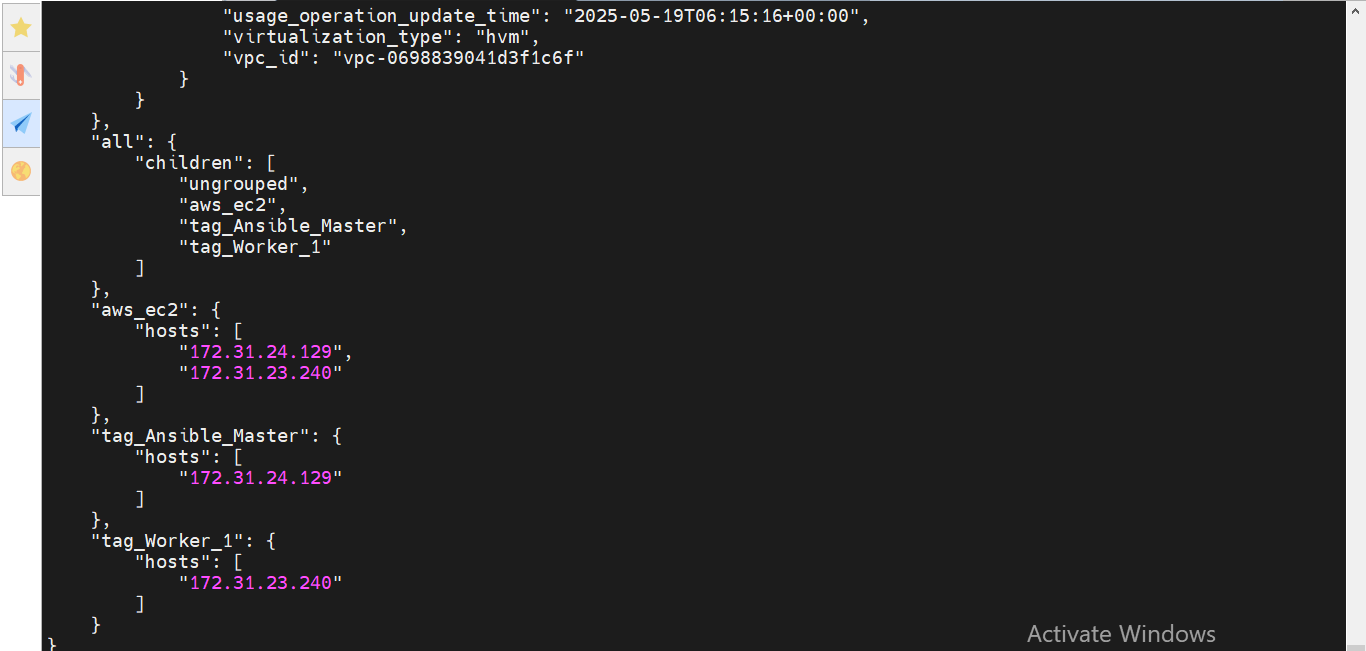 "usage_operation_update_time": "2025-05-19T06:15:16+00:00",
"virtualization_type": "hvm",
"vpc_id": "vpc-0698839041d3f1c6f"
}
}
},
"all": {
"children": [
"ungrouped",
"aws_ec2",
"tag_Ansible_Master",
"tag_Worker_1"
]
},
"aws_ec2": {
"hosts": [
"172.31.24.129",
"172.31.23.240"
]
},
"tag_Ansible_Master": {
"hosts": [
"172.31.24.129"
]
},
"tag_Worker_1": {
"hosts": [
"172.31.23.240"
]
}
}
Activate Windows